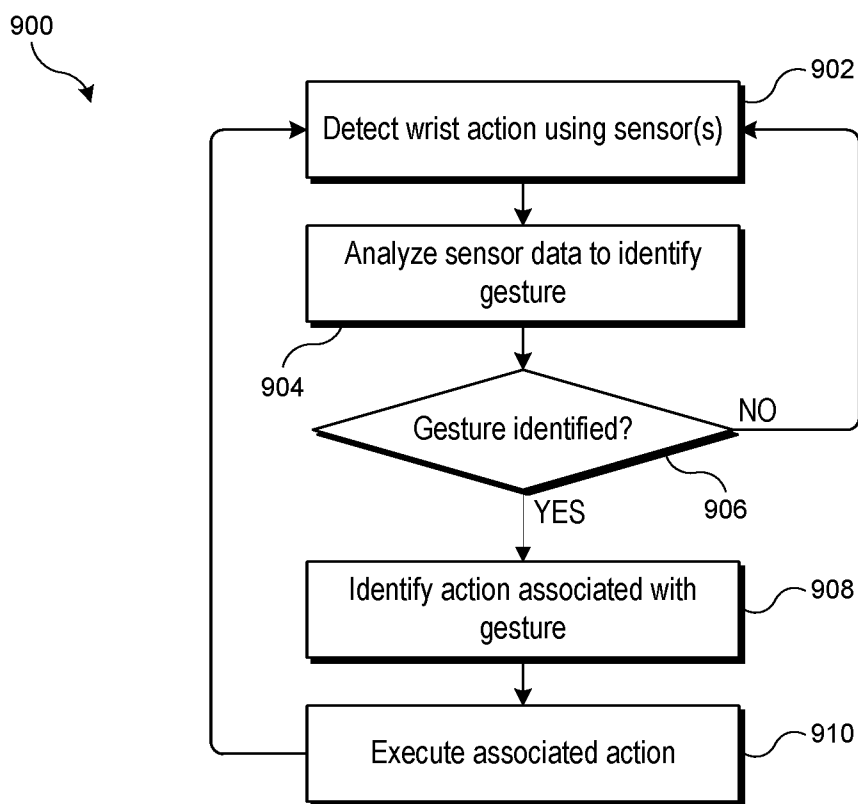 900
902
Detect wrist action using sensor(s)
Analyze sensor data to identify
gesture
904
Gesture identified?
NO
906
YES
Identify action associated with
gesture
908
Execute associated action
910